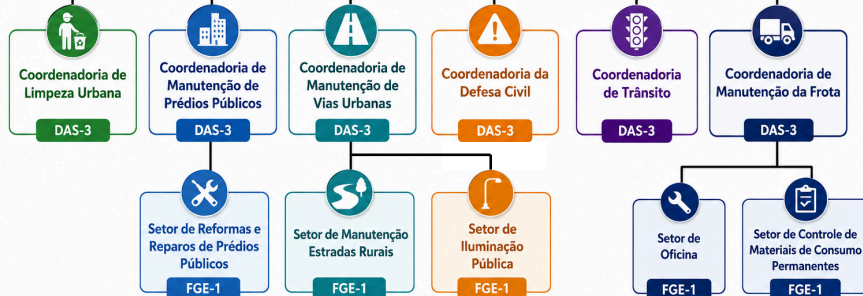 Coordenadoria de
Limpeza Urbana
DAS-3
Coordenadoria de
Manutenção de
Prédios Públicos
DAS-3
Coordenadoria de
Manutenção de
Vias Urbanas
DAS-3
Coordenadoria da
Defesa Civil
DAS-3
Coordenadoria
de Trânsito
DAS-3
Coordenadoria de
Manutenção da Frota
DAS-3
Setor de Reformas e
Reparos de Prédios
Públicos
FGE-1
Setor de Manutenção
Estradas Rurais
FGE-1
Setor de
Iluminação
Pública
FGE-1
Setor de
Oficina
FGE-1
Setor de Controle de
Materiais de Consumo
Permanentes
FGE-1